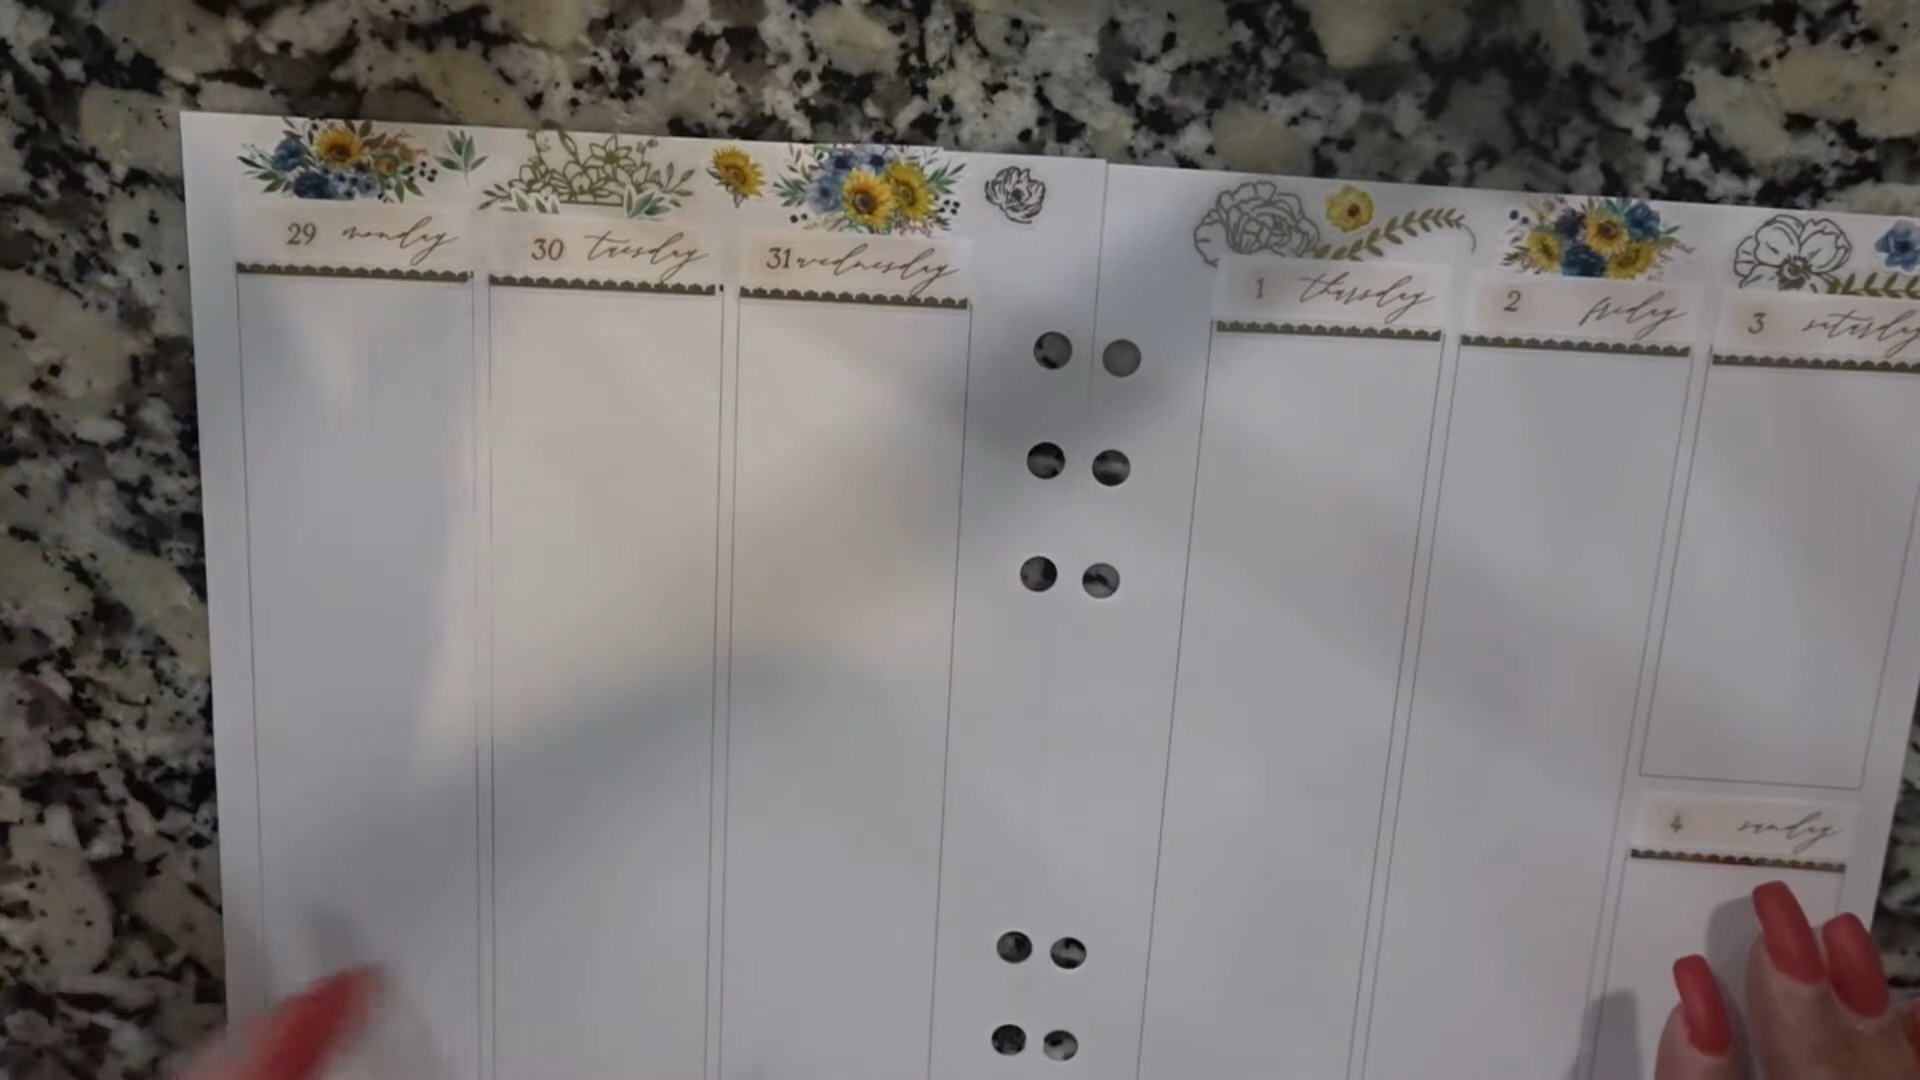 29 monday
30 tuesday
31 wednesday
1 thursday
2 friday
3 saturday
4 sunday